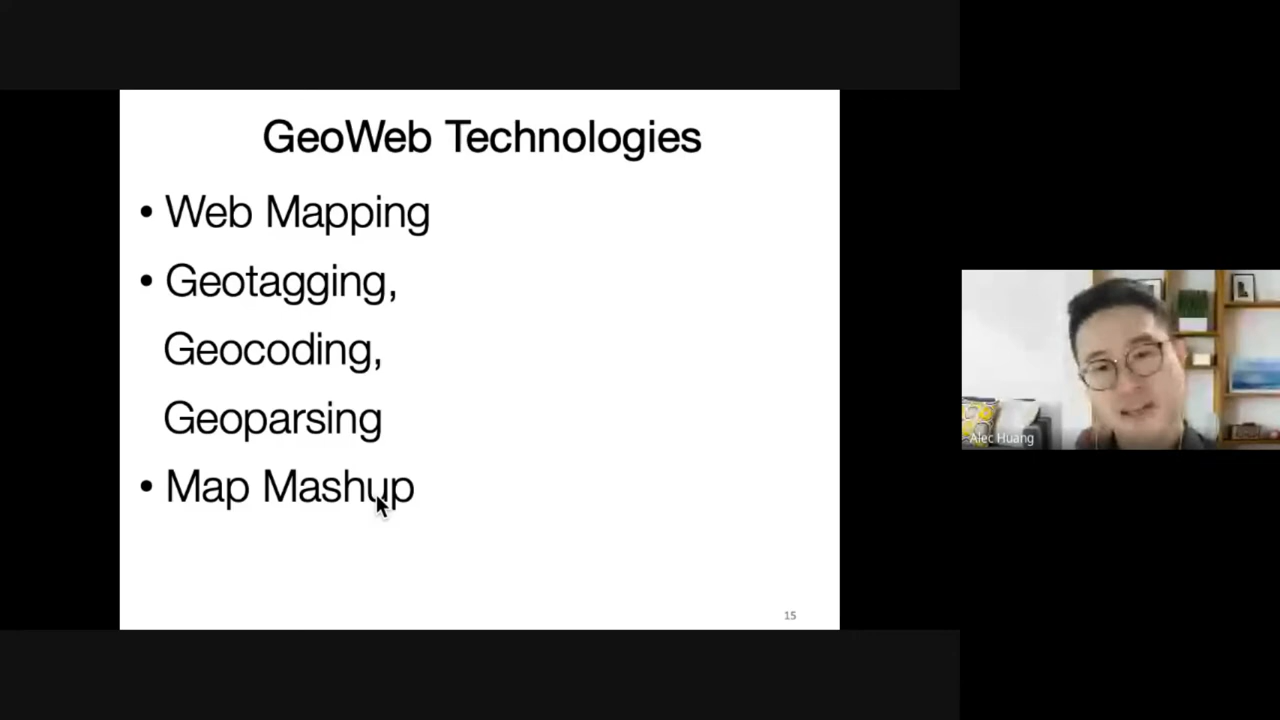 GeoWeb Technologies
• Web Mapping
• Geotagging,
Geocoding,
Geoparsing
• Map Mashup
15
Alec Huang